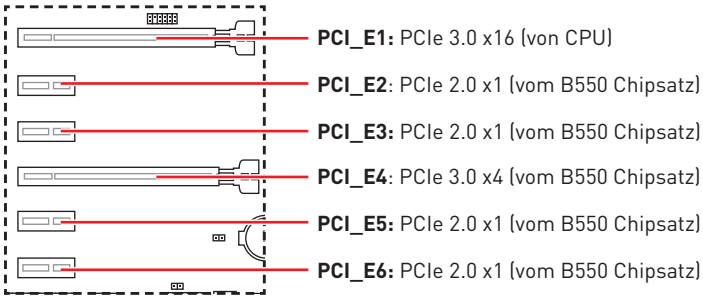 PCI_E1: PCIe 3.0 x16 (von CPU)
PCI_E2: PCIe 2.0 x1 (vom B550 Chipsatz)
PCI_E3: PCIe 2.0 x1 (vom B550 Chipsatz)
PCI_E4: PCIe 3.0 x4 (vom B550 Chipsatz)
PCI_E5: PCIe 2.0 x1 (vom B550 Chipsatz)
PCI_E6: PCIe 2.0 x1 (vom B550 Chipsatz)